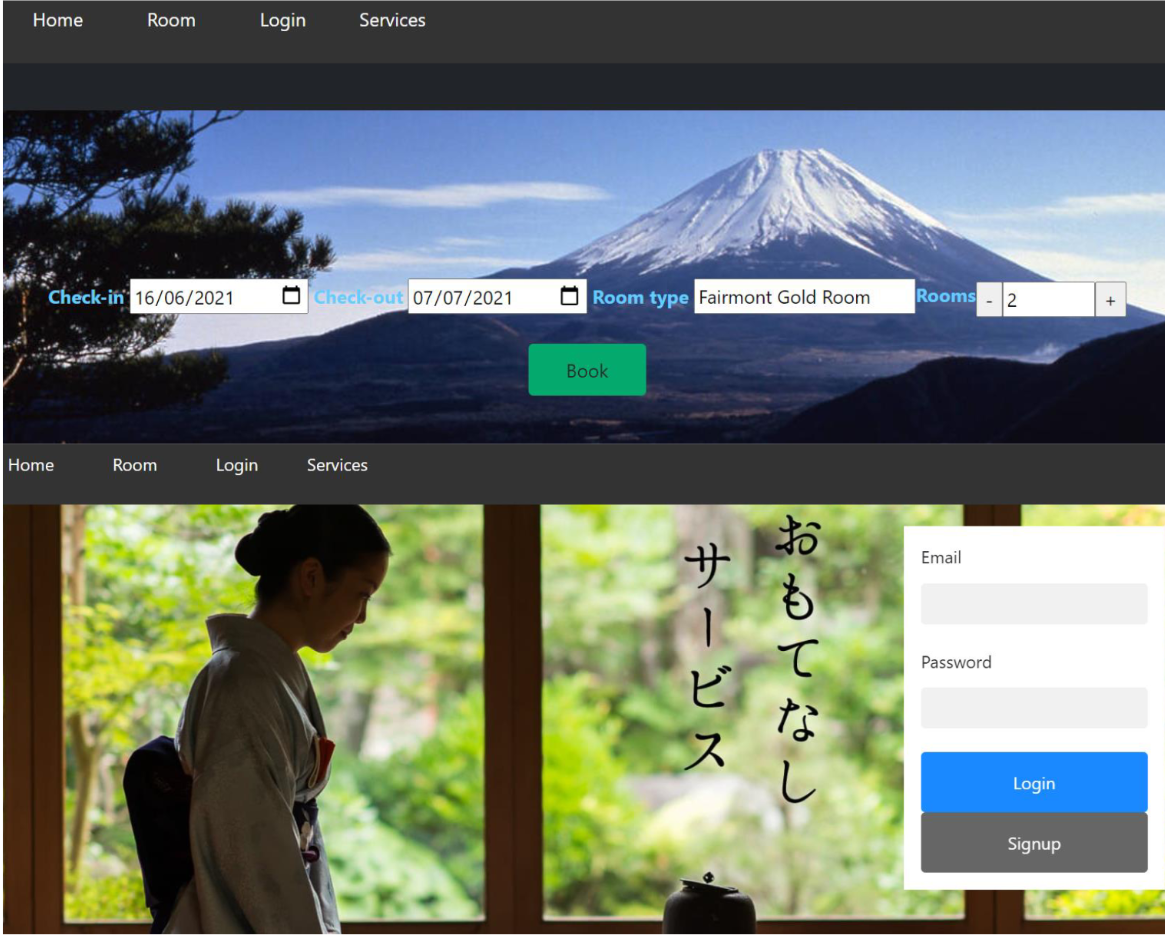 Home Room Login Services
Check-in 16/06/2021 Check-out 07/07/2021 Room type Fairmont Gold Room Rooms - 2 +
Book
Home Room Login Services
おもてなし
サービス
Email
Password
Login
Signup